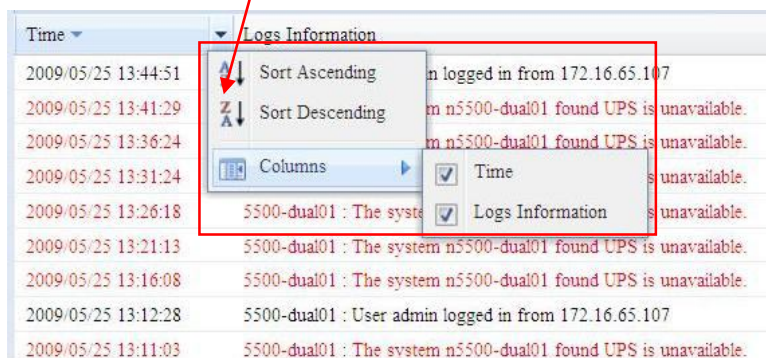 Time Logs Information
2009/05/25 13:44:51 Sort Ascending n logged in from 172.16.65.107
2009/05/25 13:41:29 Sort Descending m n5500-dual01 found UPS is unavailable.
2009/05/25 13:36:24 m n5500-dual01 found UPS is unavailable.
2009/05/25 13:31:24 Columns Time s unavailable.
2009/05/25 13:26:18 5500-dual01 : The syste Logs Information s unavailable.
2009/05/25 13:21:13 5500-dual01 : The system n5500-dual01 found UPS is unavailable.
2009/05/25 13:16:08 5500-dual01 : The system n5500-dual01 found UPS is unavailable.
2009/05/25 13:12:28 5500-dual01 : User admin logged in from 172.16.65.107
2009/05/25 13:11:03 5500-dual01 : The system n5500-dual01 found UPS is unavailable.